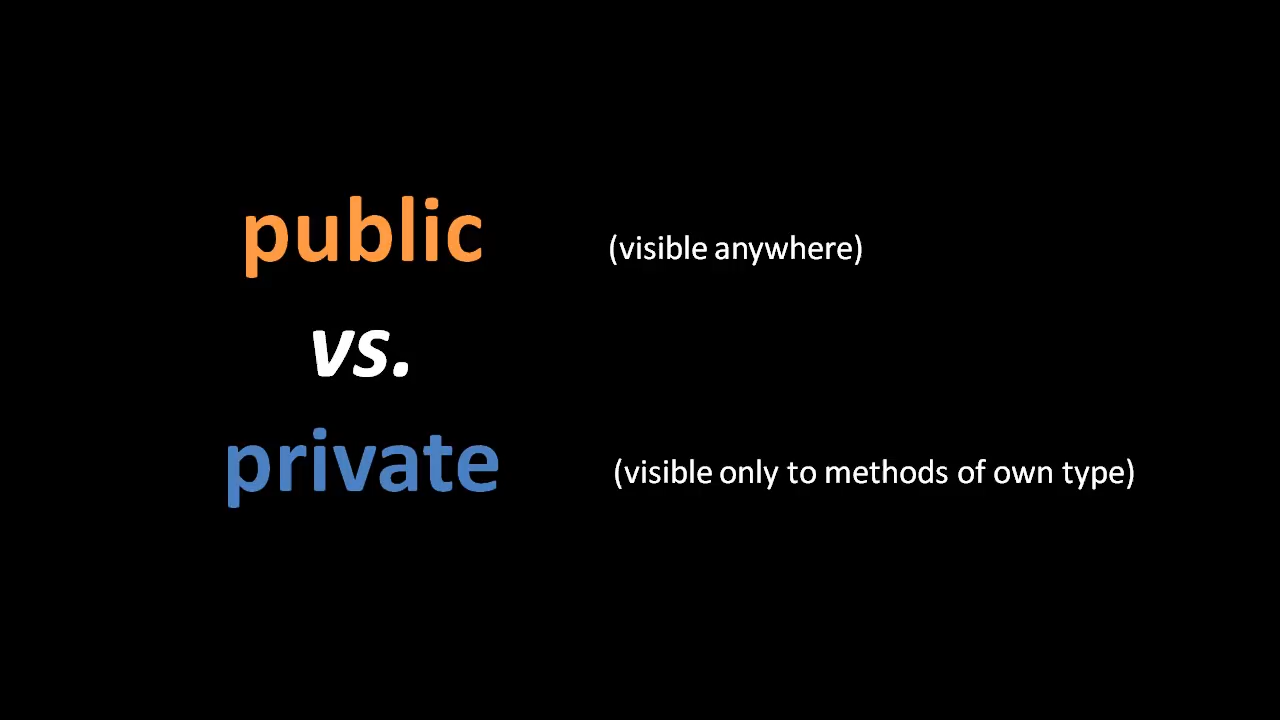 public (visible anywhere)
vs.
private (visible only to methods of own type)